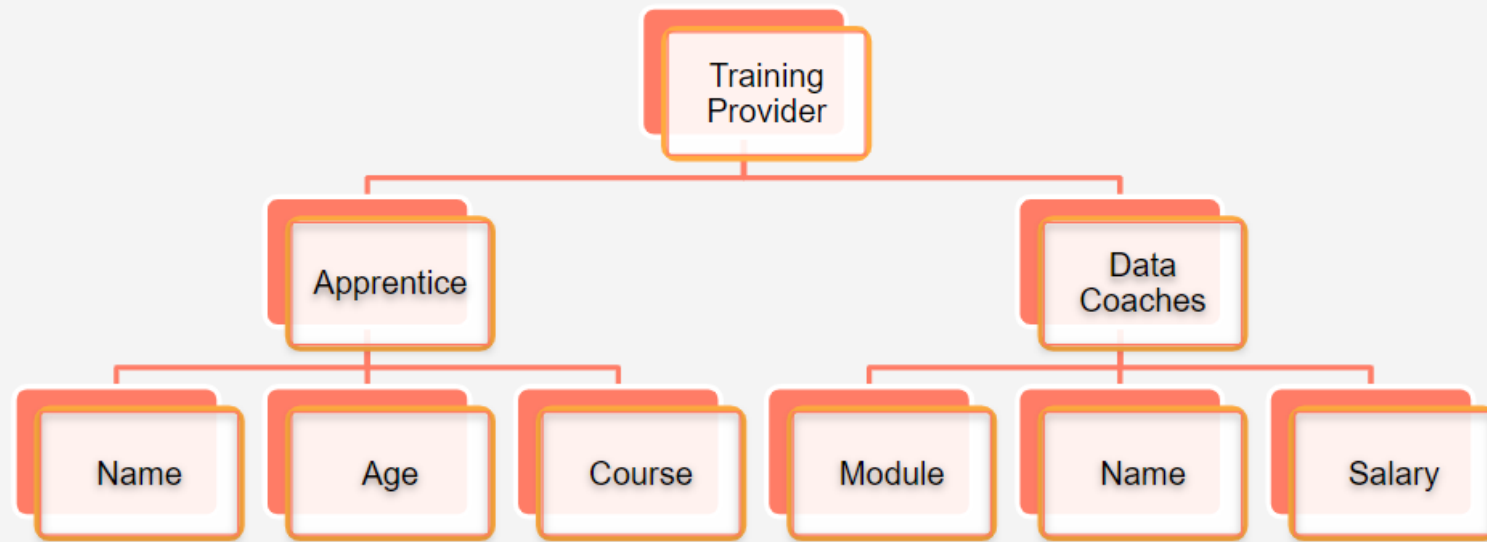 Training
Provider
Apprentice
Data
Coaches
Name
Age
Course
Module
Name
Salary